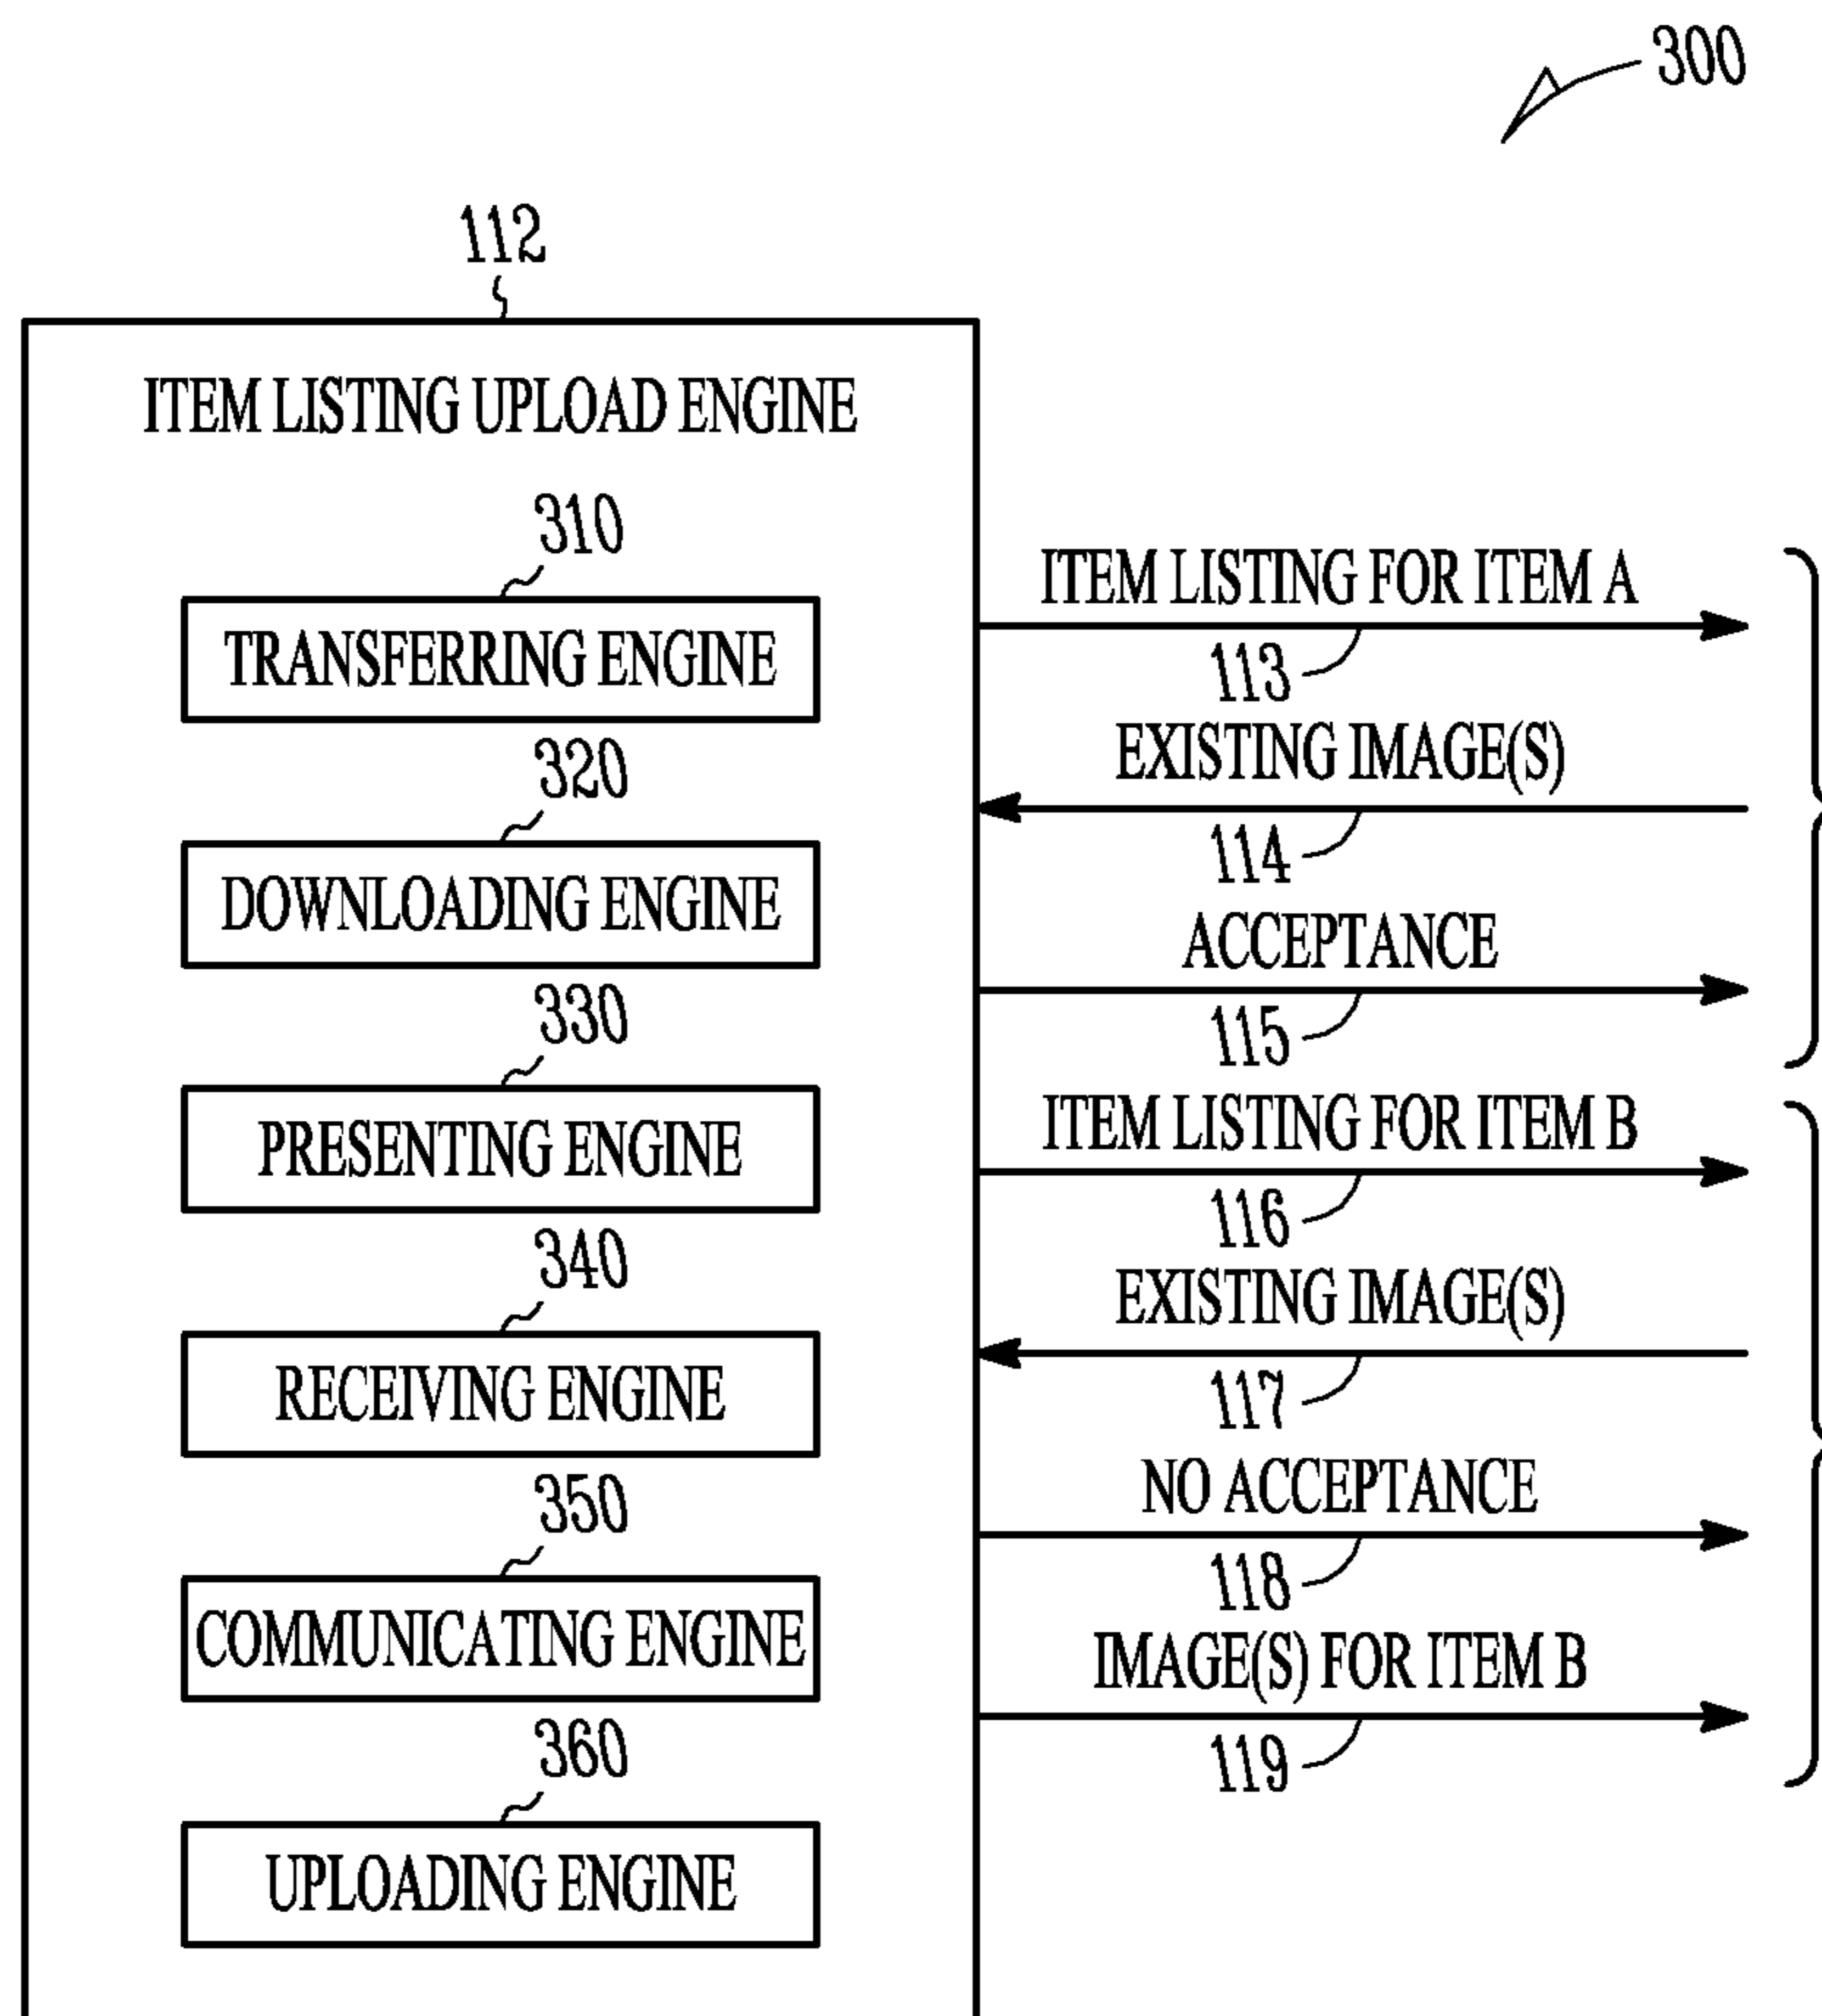 300
112
ITEM LISTING UPLOAD ENGINE
310
TRANSFERRING ENGINE
320
DOWNLOADING ENGINE
330
PRESENTING ENGINE
340
RECEIVING ENGINE
350
COMMUNICATING ENGINE
360
UPLOADING ENGINE
ITEM LISTING FOR ITEM A
113
EXISTING IMAGE(S)
114
ACCEPTANCE
115
ITEM LISTING FOR ITEM B
116
EXISTING IMAGE(S)
117
NO ACCEPTANCE
118
IMAGE(S) FOR ITEM B
119